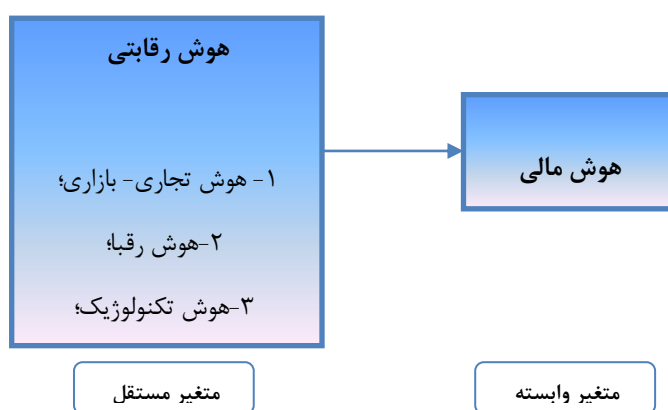 هوش رقابتی
۱- هوش تجاری- بازاری؛
۲-هوش رقبا؛
۳-هوش تکنولوژیک؛
هوش مالی
متغیر مستقل
متغیر وابسته